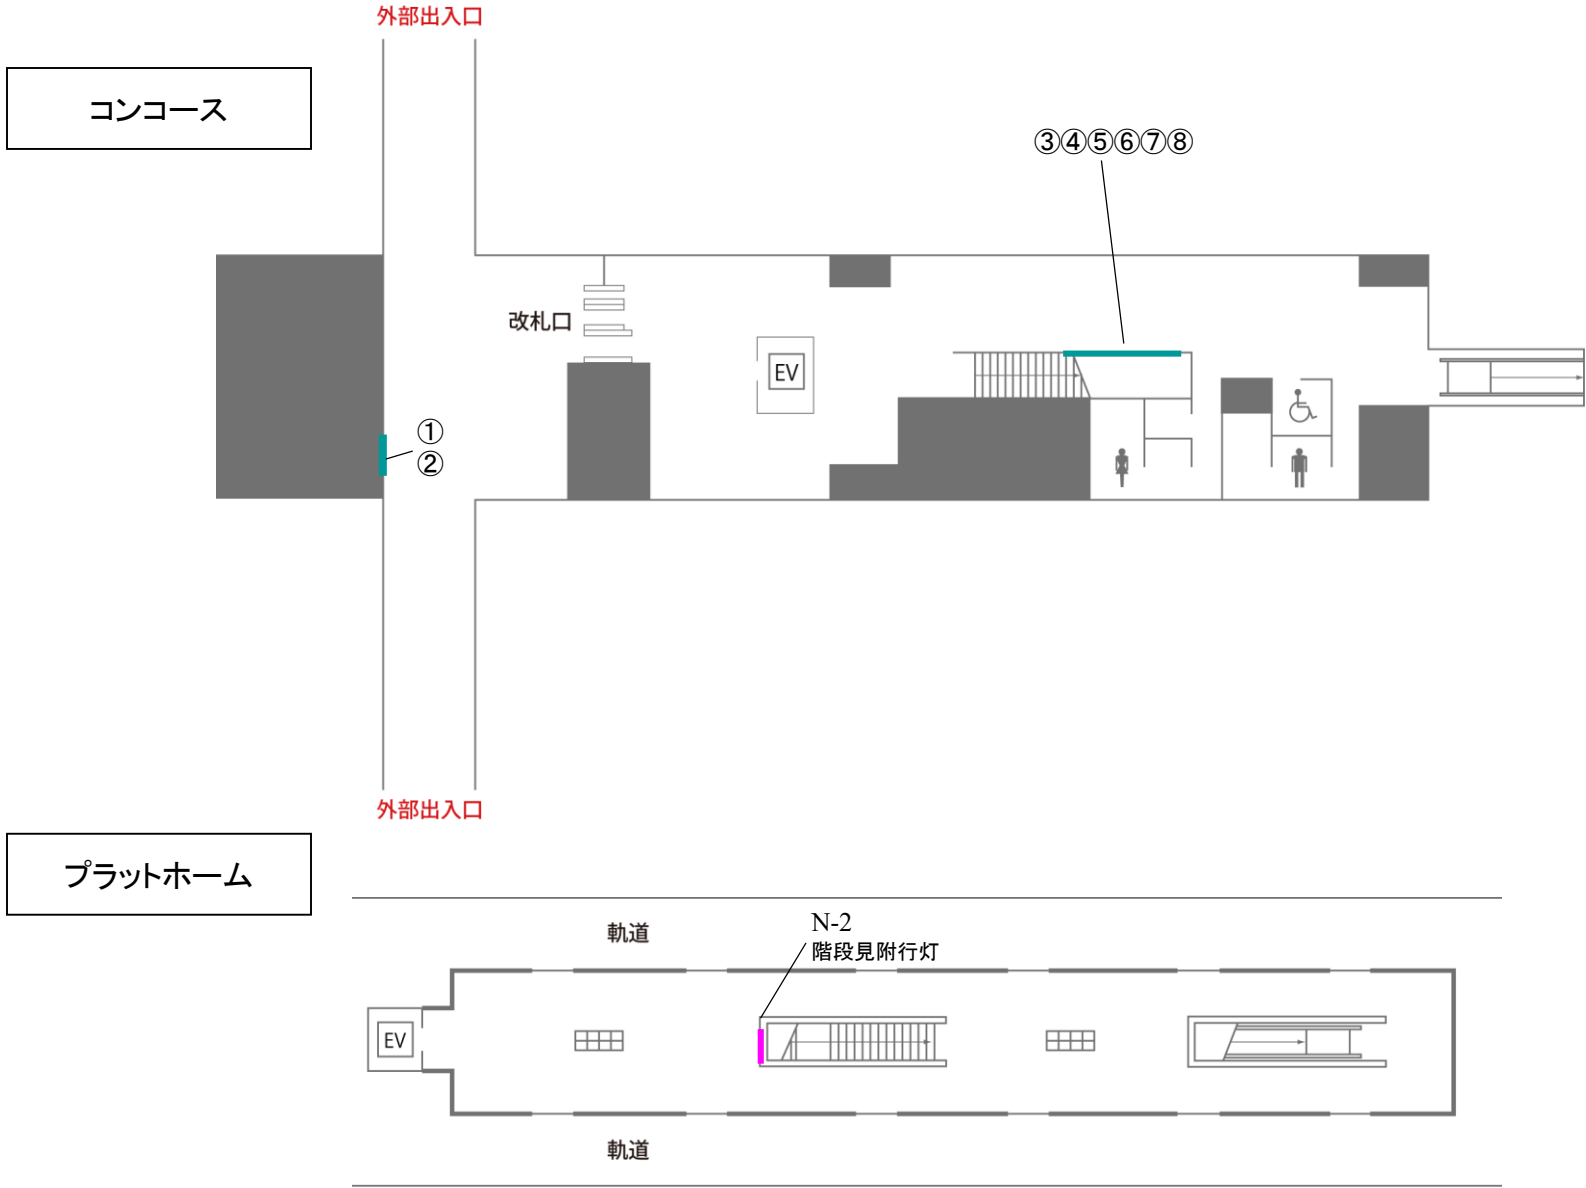 外部出入口
コンコース
③④⑤⑥⑦⑧
改札口
EV
①
②
外部出入口
プラットホーム
軌道
N-2
階段見附行灯
EV
軌道